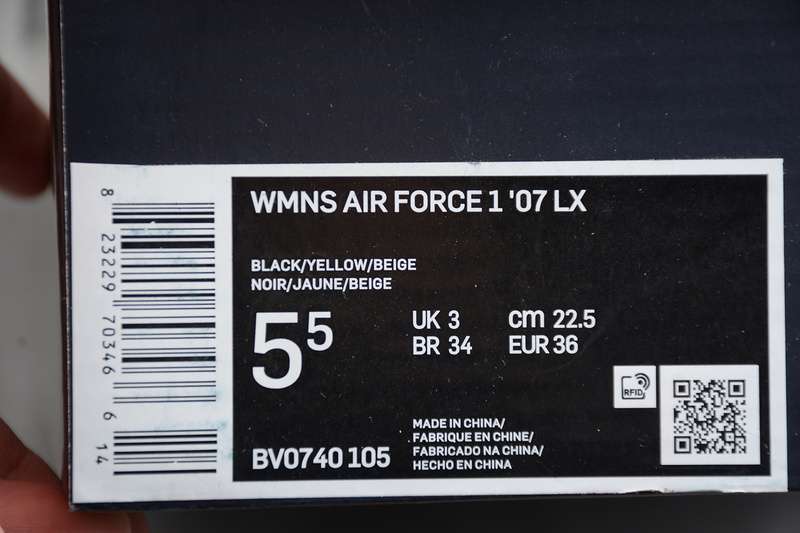 WMNS AIR FORCE 1 '07 LX
BLACK/YELLOW/BEIGE
NOIR/JAUNE/BEIGE
5 5
UK 3 cm 22.5
BR 34 EUR 36
RFID
BV0740 105
MADE IN CHINA/
FABRIQUE EN CHINE/
FABRICADO NA CHINA/
HECHO EN CHINA
8 23229 70346 6 14